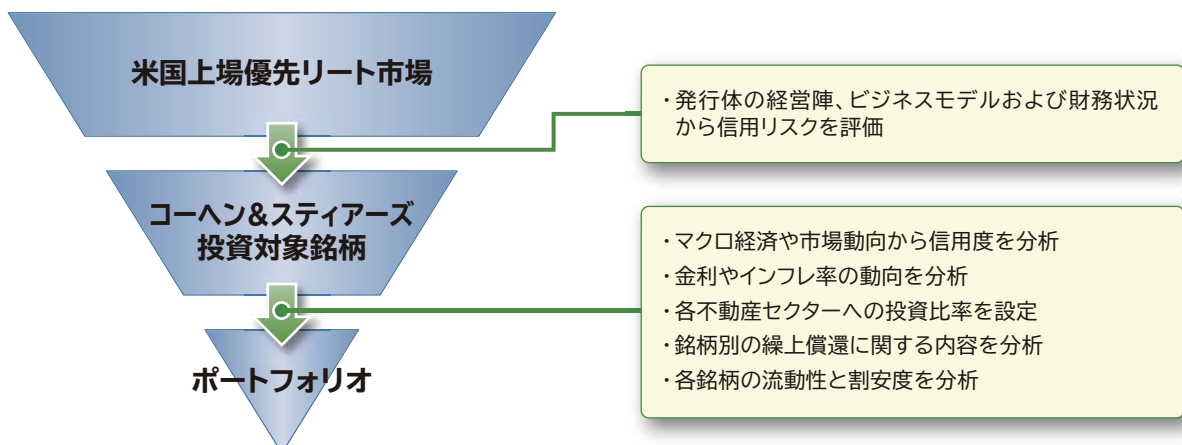 米国上場優先リート市場
・発行体の経営陣、ビジネスモデルおよび財務状況
から信用リスクを評価
コーヘン&スティアーズ
投資対象銘柄
・マクロ経済や市場動向から信用度を分析
・金利やインフレ率の動向を分析
・各不動産セクターへの投資比率を設定
・銘柄別の繰上償還に関する内容を分析
・各銘柄の流動性と割安度を分析
ポートフォリオ